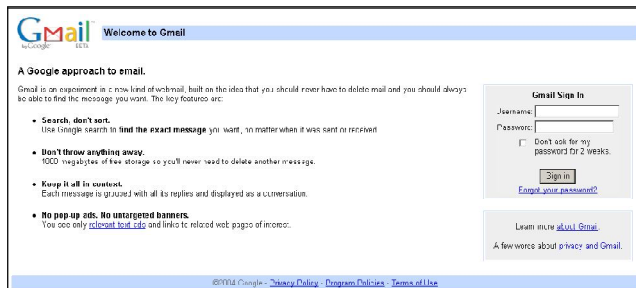 Gmail
by Google BETA
Welcome to Gmail
A Google approach to email.
Gmail is an experiment in a new kind of webmail, built on the idea that you should never have to delete mail and you should always
be able to find the message you want. The key features are:
Search, don't sort.
Use Google search to find the exact message you want, no matter when it was sent or received.
Don't throw anything away.
1000 megabytes of free storage so you'll never need to delete another message.
Keep it all in context.
Each message is grouped with all its replies and displayed as a conversation.
No pop-up ads. No untargeted banners.
You see only relevant text ads and links to related web pages of interest.
Gmail Sign In
Username:
Password:
Don't ask for my
password for 2 weeks.
Sign in
Forgot your password?
Learn more about Gmail.
A few words about privacy and Gmail.
©2004 Google - Privacy Policy - Program Policies - Terms of Use